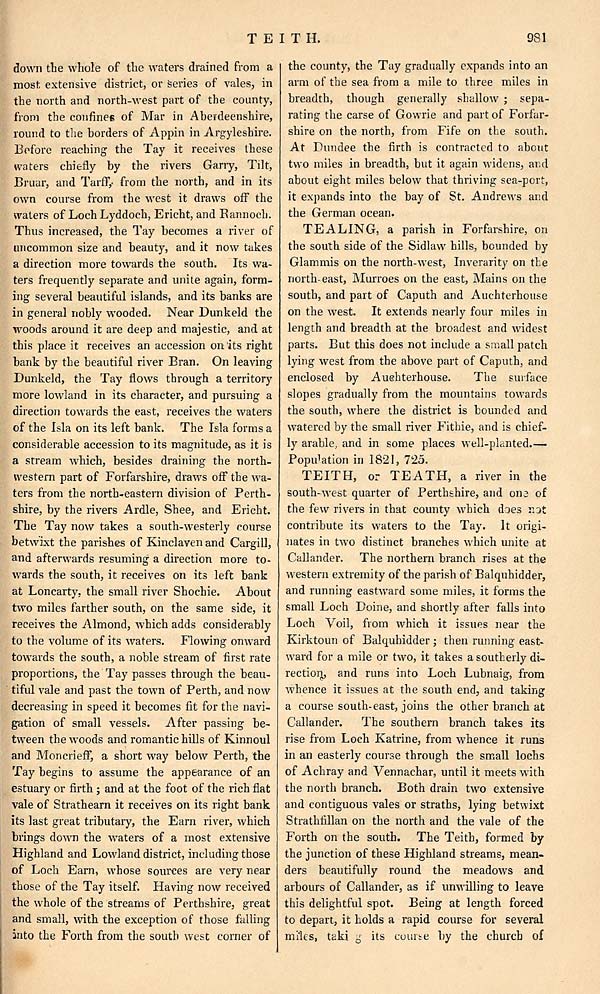 TEITH. 981
down the whole of the waters drained from a
most extensive district, or series of vales, in
the north and north-west part of the county,
from the confines of Mar in Aberdeenshire,
round to the borders of Appin in Argyleshire.
Before reaching the Tay it receives these
waters chiefly by the rivers Garry, Tilt,
Bruar, and Tarff, from the north, and in its
own course from the west it draws off the
waters of Loch Lyddoch, Ericht, and Rannoch.
Thus increased, the Tay becomes a river of
uncommon size and beauty, and it now takes
a direction more towards the south. Its wa-
ters frequently separate and unite again, form-
ing several beautiful islands, and its banks are
in general nobly wooded. Near Dunkeld the
woods around it are deep and majestic, and at
this place it receives an accession on its right
bank by the beautiful river Bran. On leaving
Dunkeld, the Tay flows through a territory
more lowland in its character, and pursuing a
direction towards the east, receives the waters
of the Isla on its left bank. The Isla forms a
considerable accession to its magnitude, as it is
a stream which, besides draining the north-
western part of Forfarshire, draws off the wa-
ters from the north-eastern division of Perth-
shire, by the rivers Ardle, Shee, and Ericht.
The Tay now takes a south-westerly course
betwixt the parishes of Kinclaven and Cargill,
and afterwards resuming a direction more to-
wards the south, it receives on its left bank
at Loncarty, the small river Shochie. About
two miles farther south, on the same side, it
receives the Almond, which adds considerably
to the volume of its waters. Flowing onward
towards the south, a noble stream of first rate
proportions, the Tay passes through the beau-
tiful vale and past the town of Perth, and now
decreasing in speed it becomes fit for the navi-
gation of small vessels. After passing be-
tween the woods and romantic hills of Kinnoul
and Moncrieff, a short way below Perth, the
Tay begins to assume the appearance of an
estuary or firth; and at the foot of the rich flat
vale of Strathearn it receives on its right bank
its last great tributary, the Earn river, which
brings down the waters of a most extensive
Highland and Lowland district, including those
of Loch Earn, whose sources are very near
those of the Tay itself. Having now received
the whole of the streams of Perthshire, great
and small, with the exception of those falling
into the Forth from the south west corner of
the county, the Tay gradually expands into an
arm of the sea from a mile to three miles in
breadth, though generally shallow; sepa-
rating the carse of Gowrie and part of Forfar-
shire on the north, from Fife on the south.
At Dundee the firth is contracted to about
two miles in breadth, but it again widens, and
about eight miles below that thriving sea-port,
it expands into the bay of St. Andrews and
the German ocean.
TEALING, a parish in Forfarshire, on
the south side of the Sidlaw hills, bounded by
Glammis on the north-west, Inverarity on the
north-east, Murroes on the east, Mains on the
south, and part of Caputh and Auchterhouse
on the west. It extends nearly four miles in
length and breadth at the broadest and widest
parts. But this does not include a small patch
lying west from the above part of Caputh, and
enclosed by Auehterhouse. The surface
slopes gradually from the mountains towards
the south, where the district is bounded and
watered by the small river Fithie, and is chief-
ly arable, and in some places well-planted.—
Population in 1821, 725.
TEITH, or TEATH, a river in the
south-west quarter of Perthshire, and one of
the few rivers in that county which does not
contribute its waters to the Tay. It origi-
nates in two distinct branches which unite at
Callander. The northern branch rises at the
western extremity of the parish of Balquhidder,
and running eastward some miles, it forms the
small Loch Doine, and shortly after falls into
Loch Voil, from which it issues near the
Kirktoun of Balquhidder; then running east-
ward for a mile or two, it takes a southerly di-
rection, and runs into Loch Lubnaig, from
whence it issues at the south end, and taking
a course south-east, joins the other branch at
Callander. The southern branch takes its
rise from Loch Katrine, from whence it runs
in an easterly course through the small lochs
of Achray and Vennachar, until it meets with
the north branch. Both drain two extensive
and contiguous vales or straths, lying betwixt
Strathfillan on the north and the vale of the
Forth on the south. The Teith, formed by
the junction of these Highland streams, mean-
ders beautifully round the meadows and
arbours of Callander, as if unwilling to leave
this delightful spot. Being at length forced
to depart, it holds a rapid course for several
miles, taki g its course by the church of